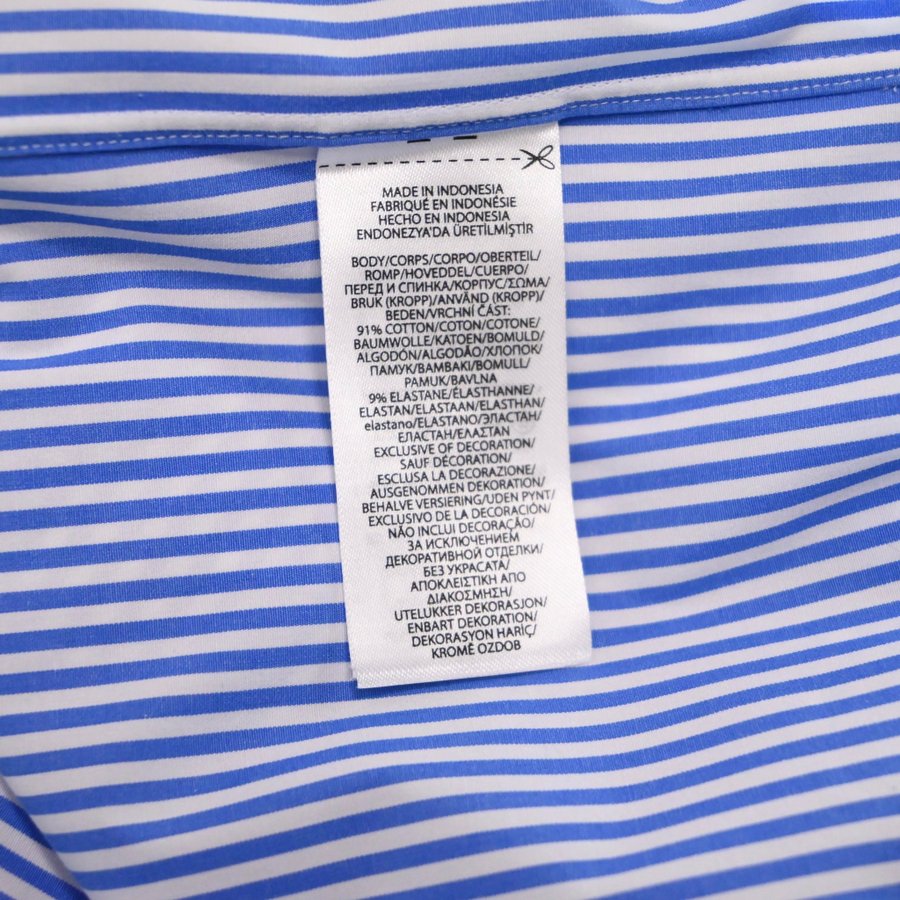 MADE IN INDONESIA
FABRIQUÉ EN INDONÉSIE
HECHO EN INDONESIA
ENDONEZYA'DA ÜRETİLMİŞTİR
BODY/CORPS/CORPO/OBERTEIL/
ROMP/HOVEDDEL/CUERPO/
ПЕРЕД И СПИНКА/КОРПУС/ΣΩΜΑ/
BRUK (KROPP)/ANVÄND (KROPP)/
BEDEN/VRCHNÍ ČÁST:
91% COTTON/COTON/COTONE/
BAUMWOLLE/KATOEN/BOMULD/
ALGODÓN/ALGODÃO/ХЛОПОК/
ПАМУК/ΒΑΜΒΑΚΙ/BOMULL/
PAMUK/BAVLNA
9% ELASTANE/ÉLASTHANNE/
ELASTAN/ELASTAAN/ELASTHAN/
elastano/ELASTANO/ЭЛАСТАН/
ЕЛАСТАН/ΕΛΑΣΤΑΝ
EXCLUSIVE OF DECORATION/
SAUF DÉCORATION/
ESCLUSA LA DECORAZIONE/
AUSGENOMMEN DEKORATION/
BEHALVE VERSIERING/UDEN PYNT/
EXCLUSIVO DE LA DECORACIÓN/
NÃO INCLUI DECORAÇÃO/
ЗА ИСКЛЮЧЕНИЕМ
ДЕКОРАТИВНОЙ ОТДЕЛКИ/
БЕЗ УКРАСАТА/
ΑΠΟΚΛΕΙΣΤΙΚΗ ΑΠΟ
ΔΙΑΚΟΣΜΗΣΗ/
UTELUKKER DEKORASJON/
ENBART DEKORATION/
DEKORASYON HARİÇ/
KROMĚ OZDOB